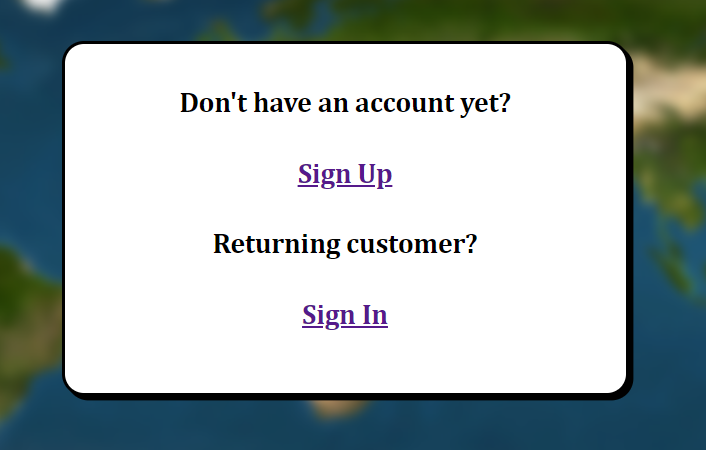 Don't have an account yet?
Sign Up
Returning customer?
Sign In